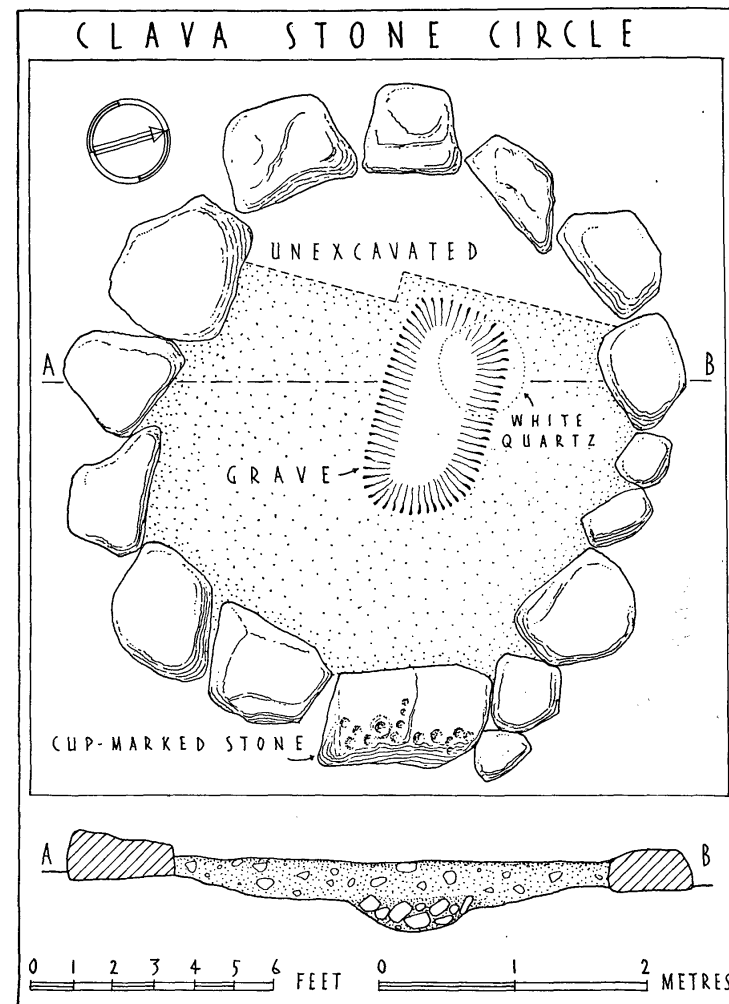 CLAVA STONE CIRCLE
UNEXCAVATED
A
B
WHITE
QUARTZ
GRAVE
CUP-MARKED STONE
A
B
0 1 2 3 4 5 6 FEET 0 1 2 METRES